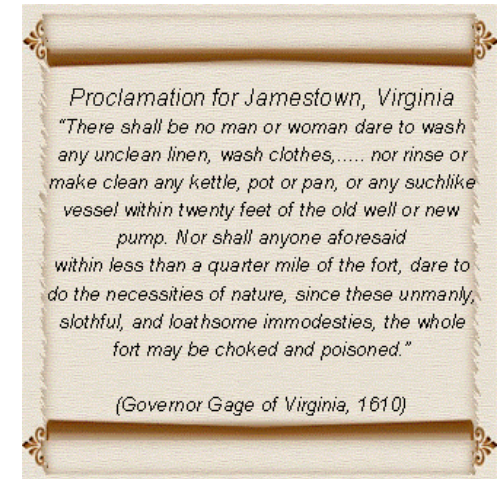 Proclamation for Jamestown, Virginia
“There shall be no man or woman dare to wash
any unclean linen, wash clothes,..... nor rinse or
make clean any kettle, pot or pan, or any suchlike
vessel within twenty feet of the old well or new
pump. Nor shall anyone aforesaid
within less than a quarter mile of the fort, dare to
do the necessities of nature, since these unmanly,
slothful, and loathsome immodesties, the whole
fort may be choked and poisoned.”
(Governor Gage of Virginia, 1610)